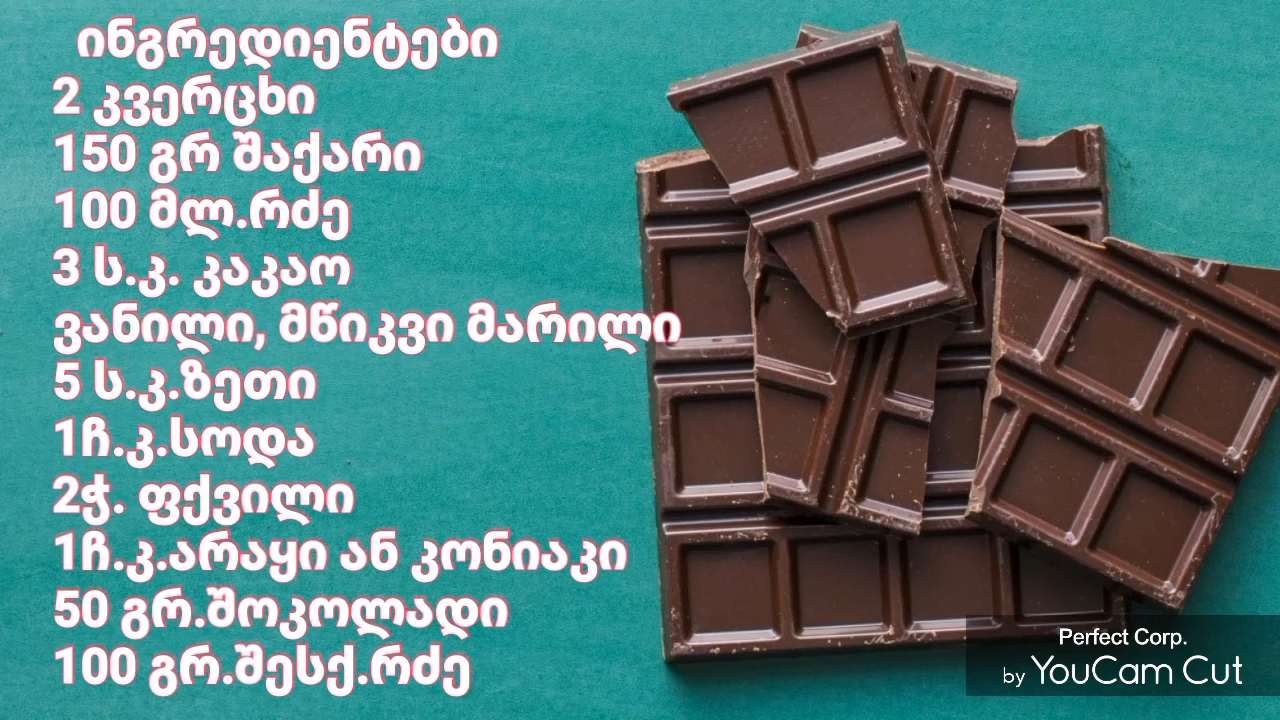 ინგრედიენტები
2 კვერცხი
150 გრ შაქარი
100 მლ.რძე
3 ს.კ. კაკაო
ვანილი, მწიკვი მარილი
5 ს.კ.ზეთი
1ჩ.კ.სოდა
2ჭ. ფქვილი
1ჩ.კ.არაყი ან კონიაკი
50 გრ.შოკოლადი
100 გრ.შესქ.რძე
Perfect Corp.
by YouCam Cut